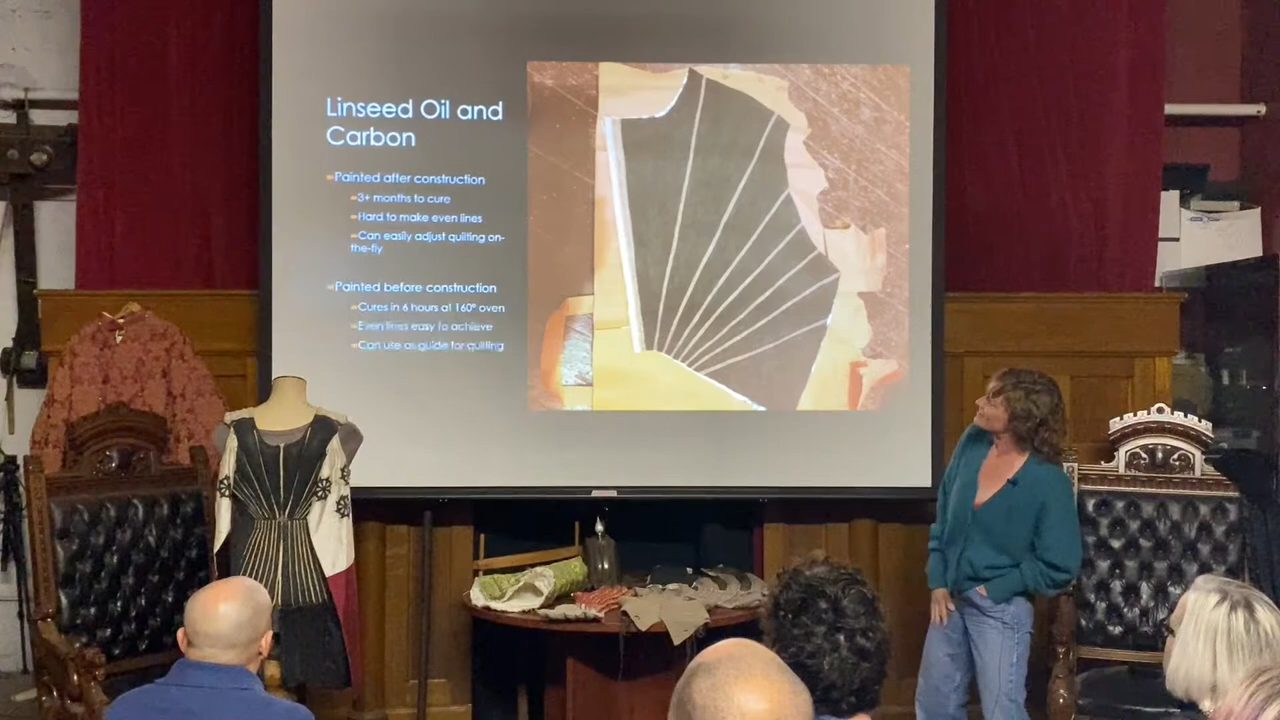 Linseed Oil and
Carbon
Painted after construction
3+ months to cure
Hard to make even lines
Can easily adjust quilting on-
the-fly
Painted before construction
Cures in 6 hours at 160° oven
Even lines easy to achieve
Can use as guide for quilting